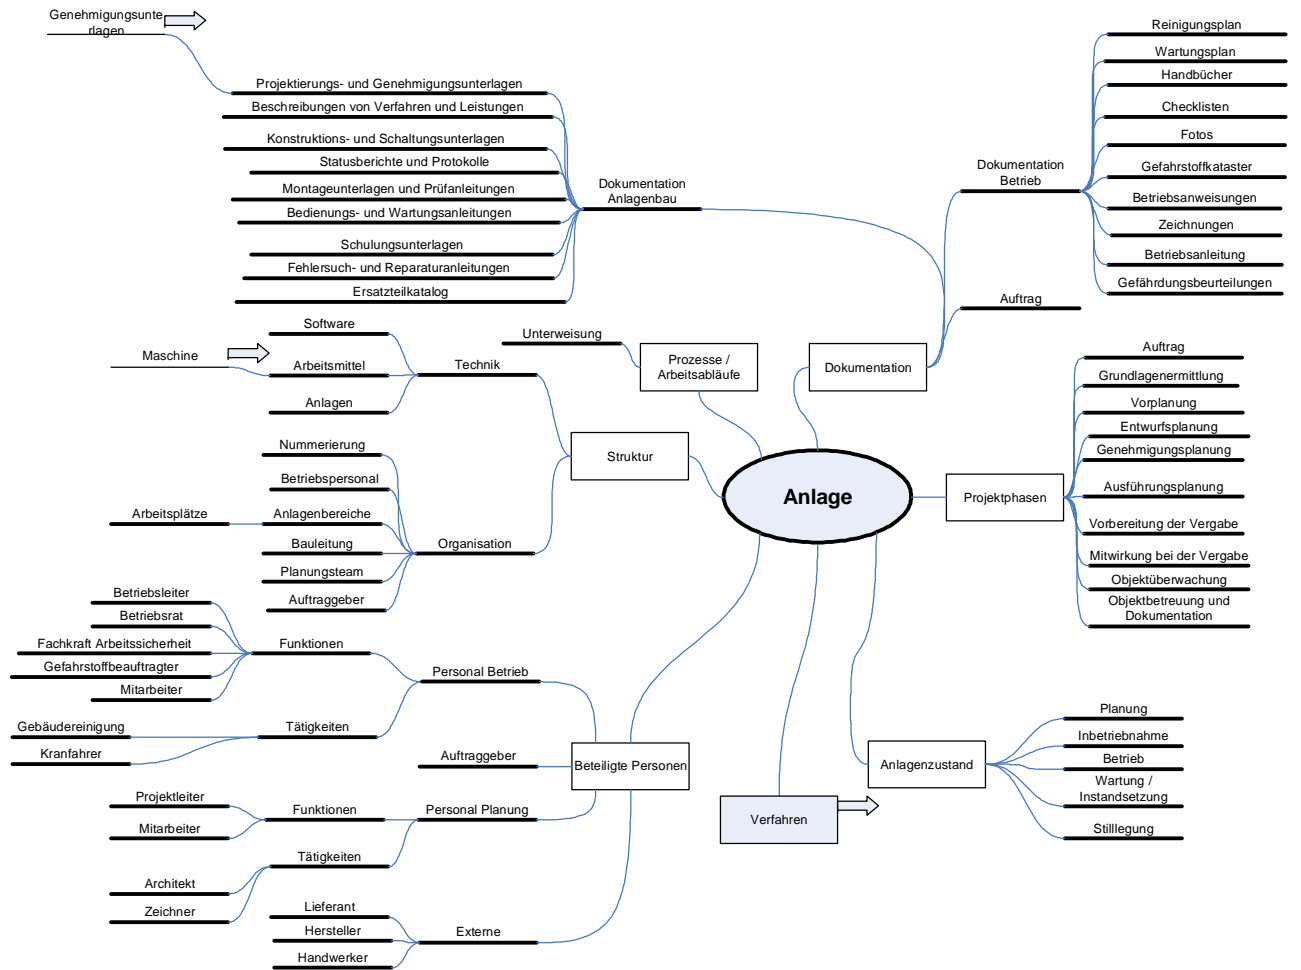 Genehmigungsunte
rlagen
Projektierungs- und Genehmigungsunterlagen
Beschreibungen von Verfahren und Leistungen
Konstruktions- und Schaltungsunterlagen
Statusberichte und Protokolle
Montageunterlagen und Prüfanleitungen
Bedienungs- und Wartungsanleitungen
Schulungsunterlagen
Fehlersuch- und Reparaturanleitungen
Ersatzteilkatalog
Dokumentation
Anlagenbau
Reinigungsplan
Wartungsplan
Handbücher
Checklisten
Fotos
Gefahrstoffkataster
Betriebsanweisungen
Zeichnungen
Betriebsanleitung
Gefährdungsbeurteilungen
Dokumentation
Betrieb
Auftrag
Dokumentation
Unterweisung
Prozesse /
Arbeitsabläufe
Software
Maschine
Arbeitsmittel
Anlagen
Technik
Struktur
Nummerierung
Betriebspersonal
Arbeitsplätze
Anlagenbereiche
Bauleitung
Planungsteam
Auftraggeber
Organisation
Anlage
Projektphasen
Auftrag
Grundlagenermittlung
Vorplanung
Entwurfsplanung
Genehmigungsplanung
Ausführungsplanung
Vorbereitung der Vergabe
Mitwirkung bei der Vergabe
Objektüberwachung
Objektbetreuung und
Dokumentation
Betriebsleiter
Betriebsrat
Fachkraft Arbeitssicherheit
Gefahrstoffbeauftragter
Mitarbeiter
Funktionen
Personal Betrieb
Gebäudereinigung
Kranfahrer
Tätigkeiten
Auftraggeber
Beteiligte Personen
Projektleiter
Mitarbeiter
Funktionen
Personal Planung
Tätigkeiten
Architekt
Zeichner
Lieferant
Hersteller
Handwerker
Externe
Verfahren
Anlagenzustand
Planung
Inbetriebnahme
Betrieb
Wartung /
Instandsetzung
Stilllegung